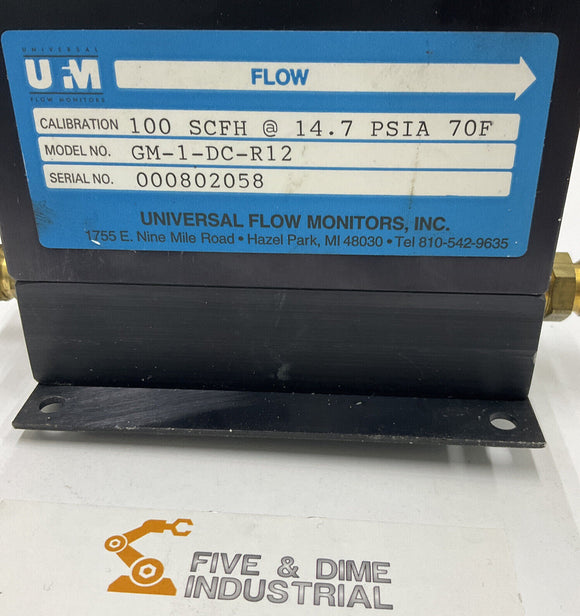 UNIVERSAL
UFM
FLOW MONITORS
FLOW
CALIBRATION 100 SCFH @ 14.7 PSIA 70F
MODEL NO. GM-1-DC-R12
SERIAL NO. 000802058
UNIVERSAL FLOW MONITORS, INC.
1755 E. Nine Mile Road • Hazel Park, MI 48030 • Tel 810-542-9635
FIVE & DIME
INDUSTRIAL